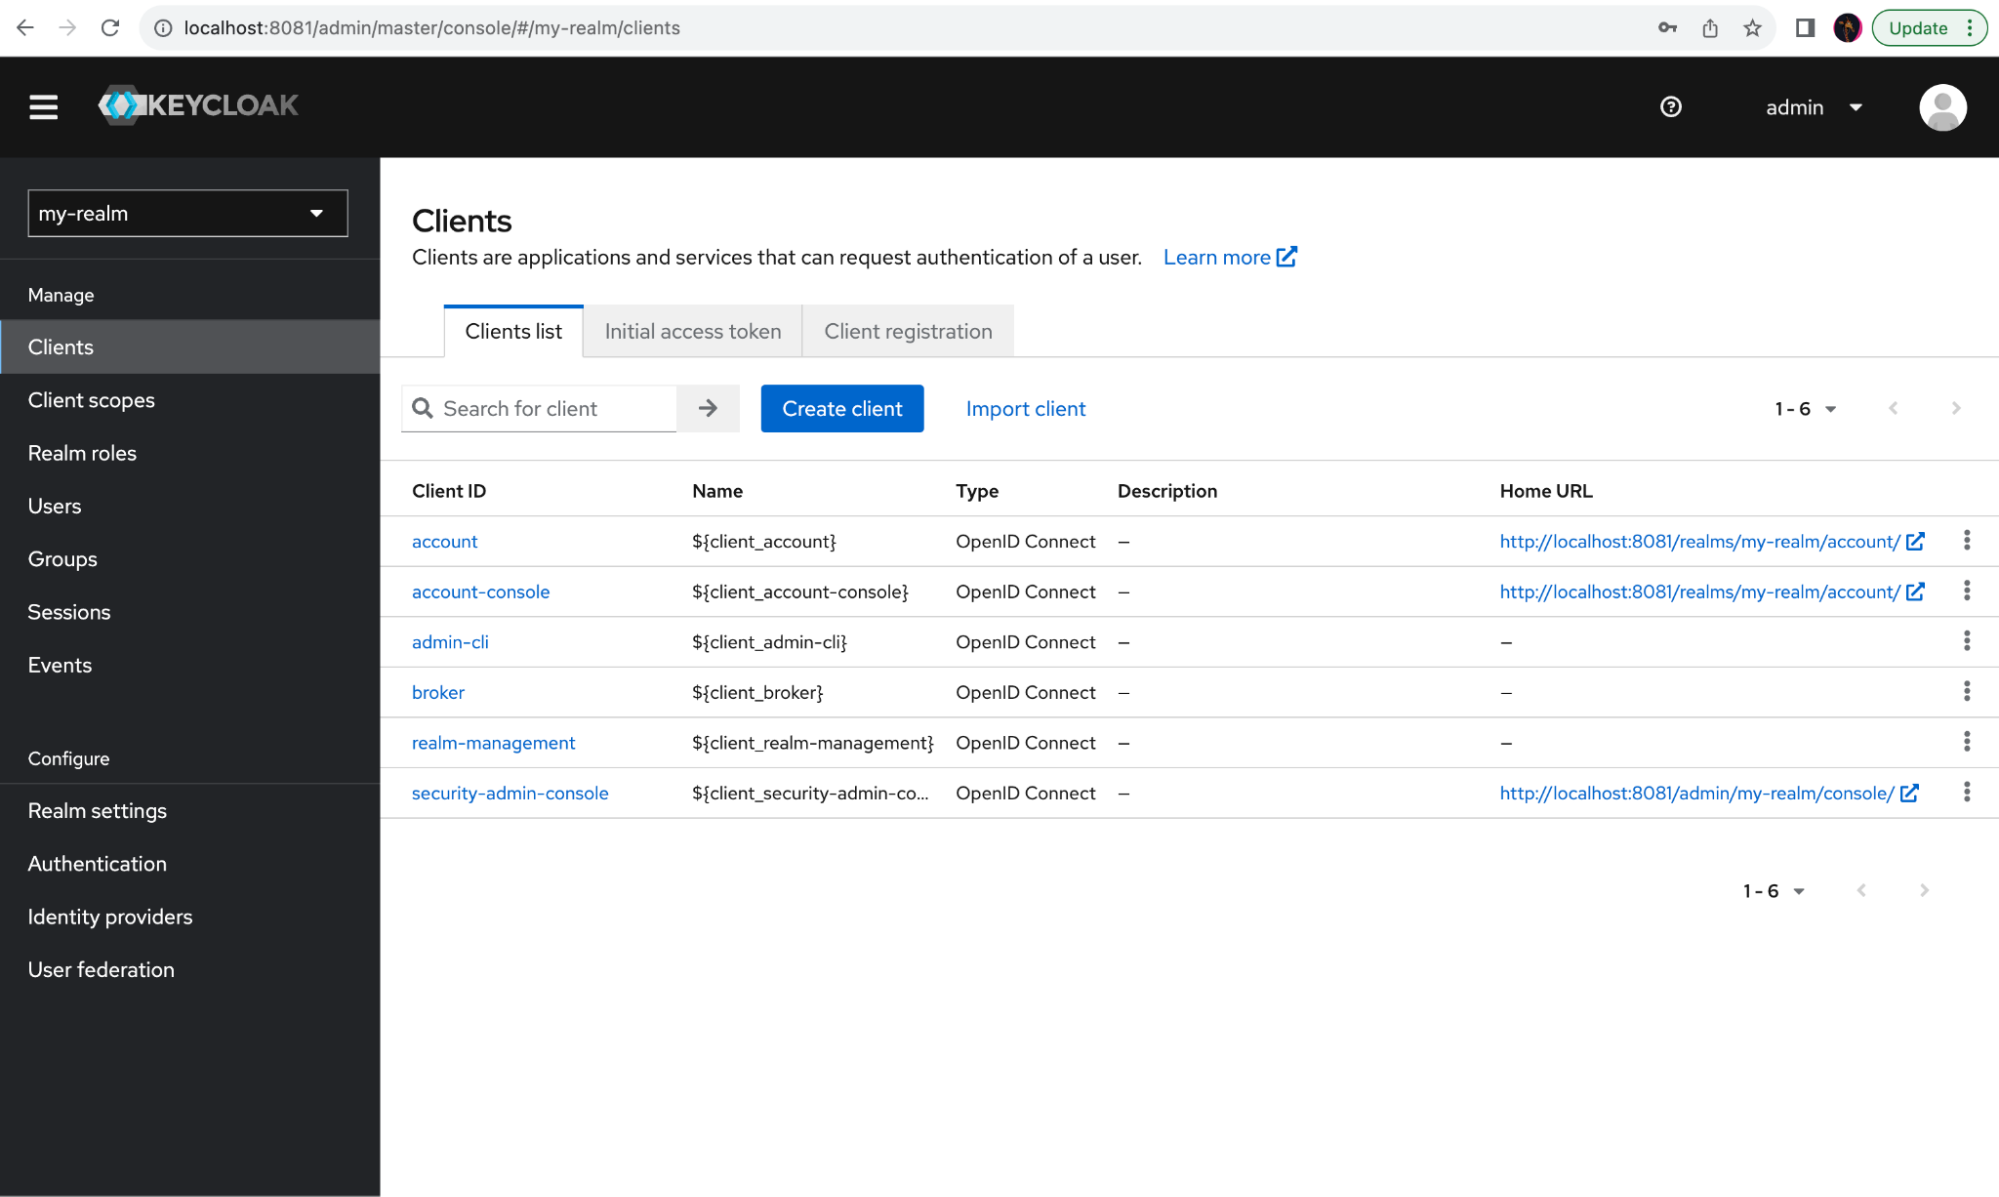 localhost:8081/admin/master/console/#/my-realm/clients
Update
KEYCLOAK
admin
my-realm
Manage
Clients
Client scopes
Realm roles
Users
Groups
Sessions
Events
Configure
Realm settings
Authentication
Identity providers
User federation
Clients
Clients are applications and services that can request authentication of a user. Learn more
Clients list Initial access token Client registration
Search for client Create client Import client 1 - 6
Client ID Name Type Description Home URL
account ${client_account} OpenID Connect – http://localhost:8081/realms/my-realm/account/
account-console ${client_account-console} OpenID Connect – http://localhost:8081/realms/my-realm/account/
admin-cli ${client_admin-cli} OpenID Connect – –
broker ${client_broker} OpenID Connect – –
realm-management ${client_realm-management} OpenID Connect – –
security-admin-console ${client_security-admin-co... OpenID Connect – http://localhost:8081/admin/my-realm/console/
1 - 6